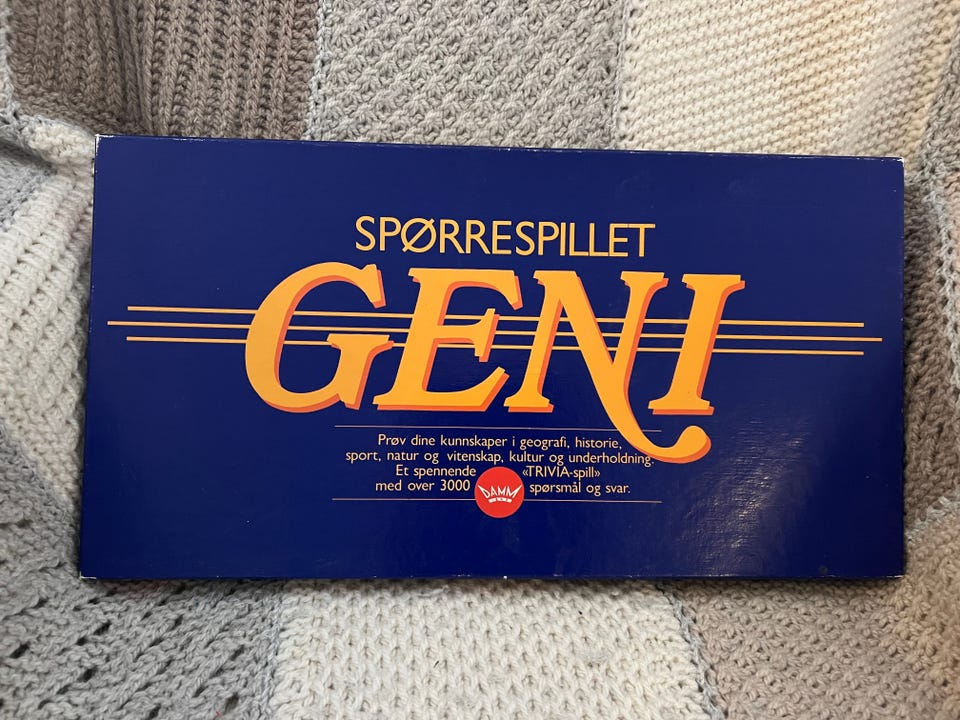 SPØRRESPILLET
GENI
Prøv dine kunnskaper i geografi, historie,
sport, natur og vitenskap, kultur og underholdning.
Et spennende «TRIVIA-spill»
med over 3000 spørsmål og svar.
DAMM